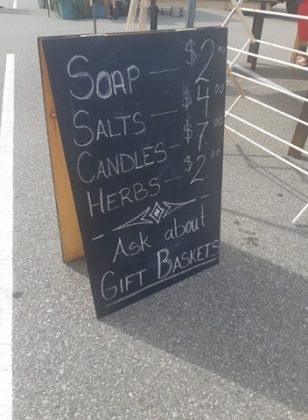 SOAP — $2.00
SALTS — $4.00
CANDLES - $7.00
HERBS - $2.00
Ask about
GIFT BASKETS